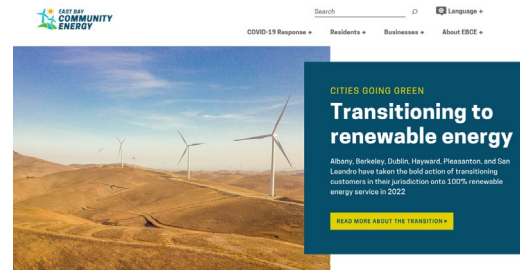 EAST BAY
COMMUNITY
ENERGY
Search
Language +
COVID-19 Response +
Residents +
Businesses +
About EBCE +
CITIES GOING GREEN
Transitioning to
renewable energy
Albany, Berkeley, Dublin, Hayward, Pleasanton, and San
Leandro have taken the bold action of transitioning
customers in their jurisdiction onto 100% renewable
energy service in 2022
READ MORE ABOUT THE TRANSITION ▸